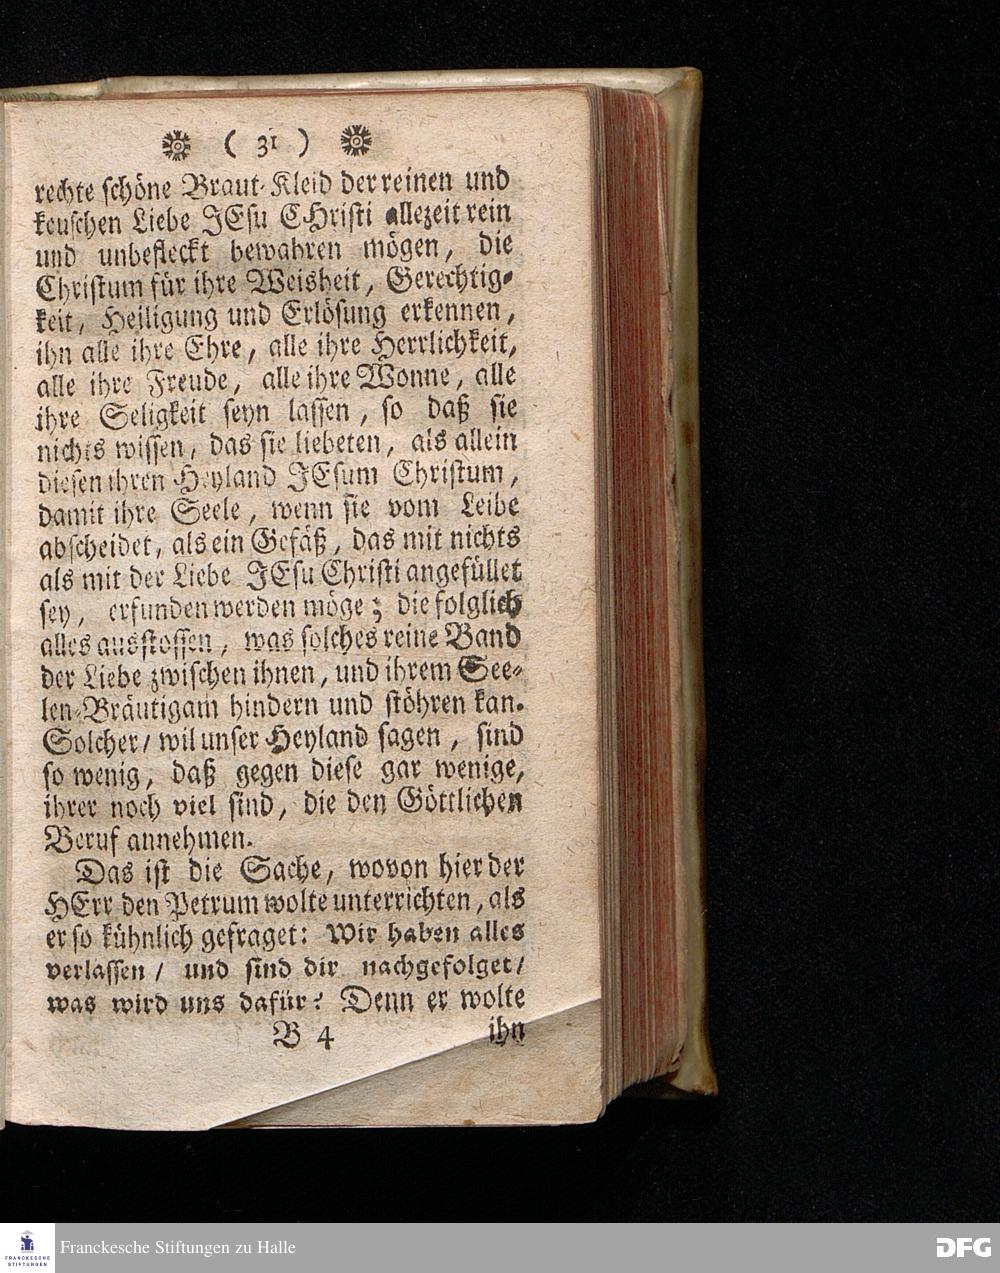 ( 31 )
rechte schöne Braut-Kleid der reinen und
keuschen Liebe JEsu CHristi allezeit rein
und unbefleckt bewahren mögen, die
Christum für ihre Weisheit, Gerechtig-
keit, Heiligung und Erlösung erkennen,
ihn alle ihre Ehre, alle ihre Herrlichkeit,
alle ihre Freude, alle ihre Wonne, alle
ihre Seligkeit seyn lassen, so daß sie
nichts wissen, das sie liebeten, als allein
diesen ihren Heyland JEsum Christum,
damit ihre Seele, wenn sie vom Leibe
abscheidet, als ein Gefäß, das mit nichts
als mit der Liebe JEsu Christi angefüllet
sey, erfunden werden möge; die folglich
alles ausstossen, was solches reine Band
der Liebe zwischen ihnen, und ihrem See-
len-Bräutigam hindern und stöhren kan.
Solcher/ wil unser Heyland sagen, sind
so wenig, daß gegen diese gar wenige,
ihrer noch viel sind, die den Göttlichen
Beruf annehmen.
Das ist die Sache, wovon hier der
HErr den Petrum wolte unterrichten, als
er so kühnlich gefraget: Wir haben alles
verlassen/ und sind dir nachgefolget/
was wird uns dafür? Denn er wolte
B 4 ihn
FRANCKESCHE
STIFTUNGEN
Franckesche Stiftungen zu Halle
DFG